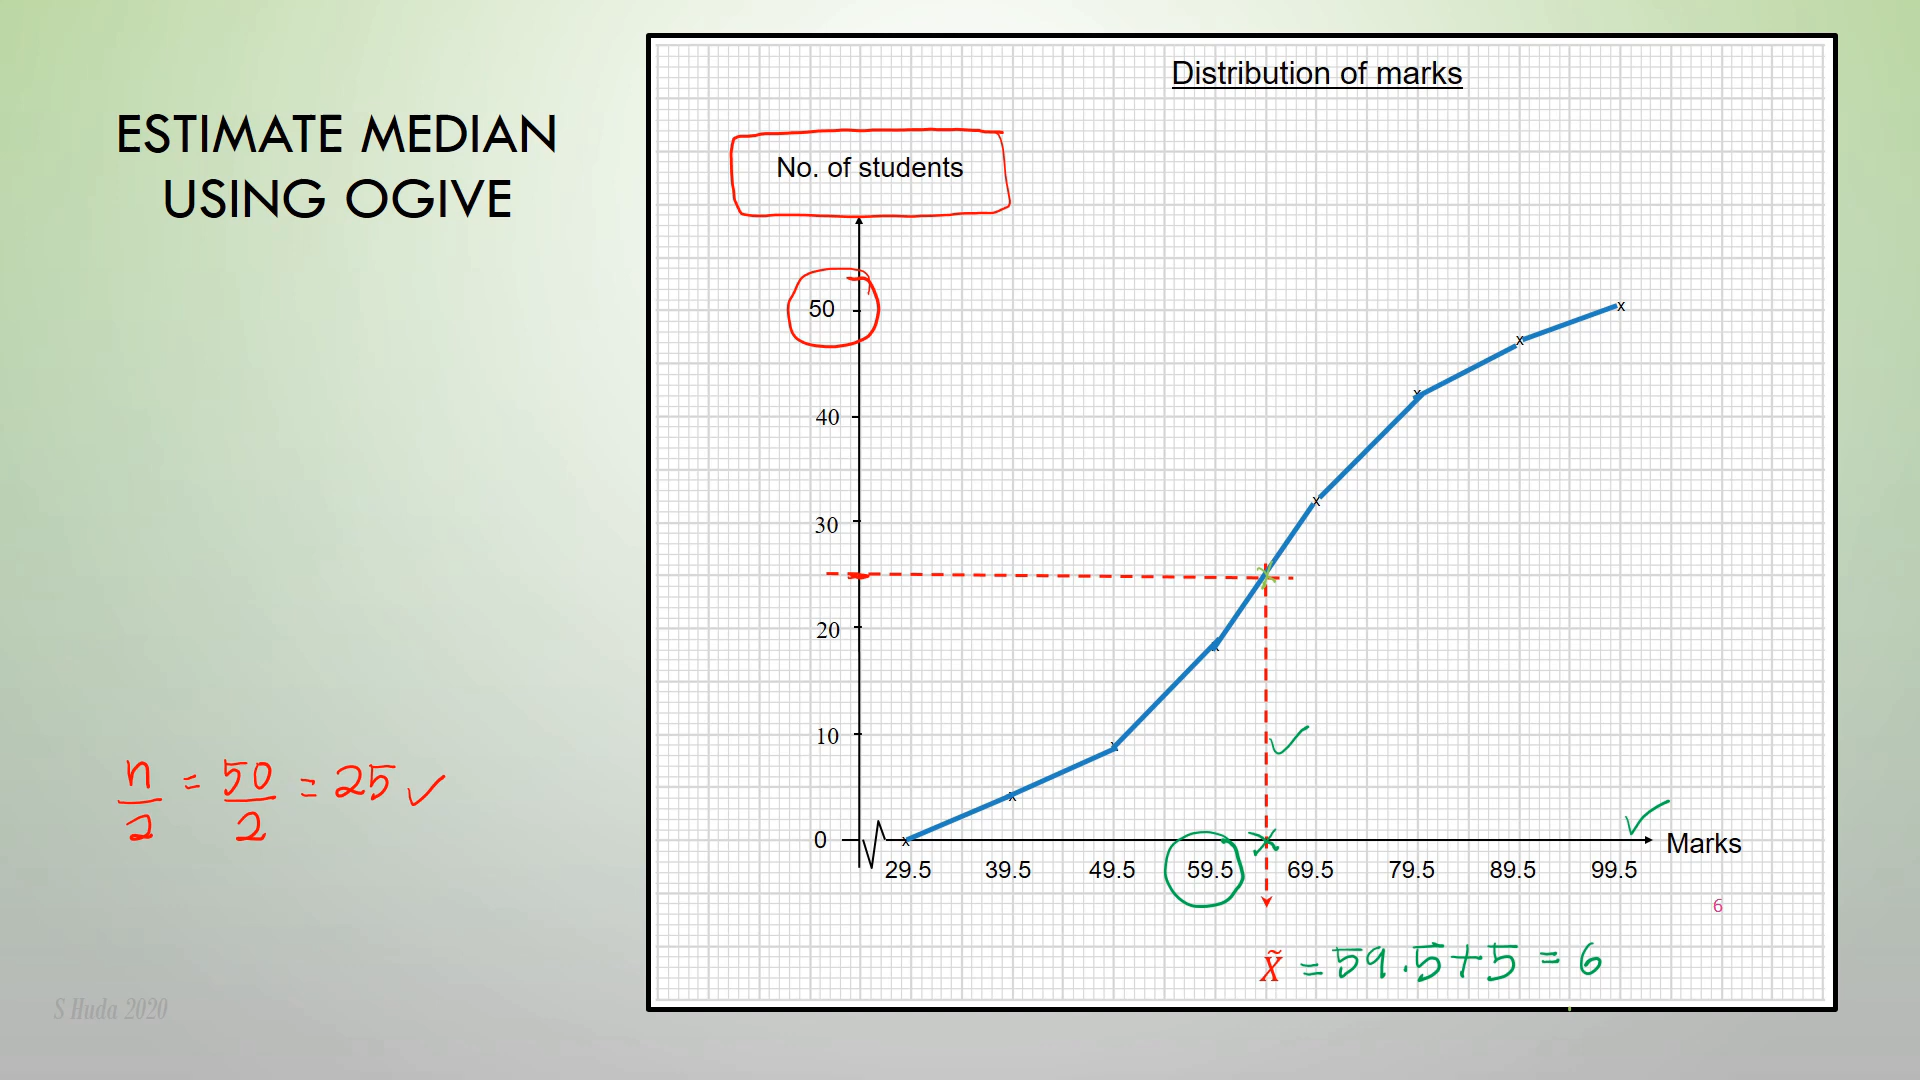 ESTIMATE MEDIAN
USING OGIVE
n/2 = 50/2 = 25 ✓
S Huda 2020
Distribution of marks
No. of students
50
40
30
20
10
0
29.5 39.5 49.5 59.5 69.5 79.5 89.5 99.5
Marks
6
x̃ = 59.5+5 = 6